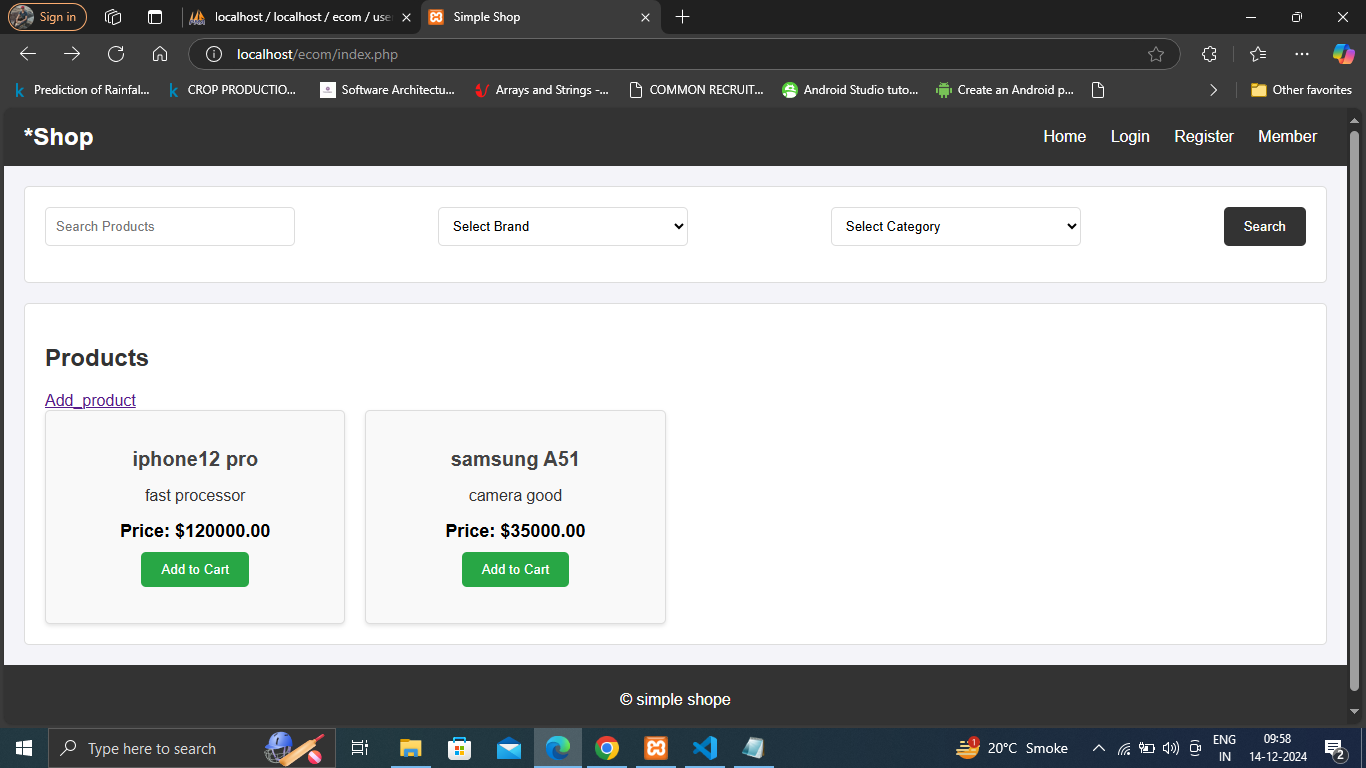 Sign in
localhost / localhost / ecom / use
Simple Shop
localhost/ecom/index.php
Prediction of Rainfal... CROP PRODUCTIO... Software Architectu... Arrays and Strings -... COMMON RECRUIT... Android Studio tuto... Create an Android p... Other favorites
*Shop Home Login Register Member
Search Products Select Brand Select Category Search
Products
Add_product
iphone12 pro
fast processor
Price: $120000.00
Add to Cart
samsung A51
camera good
Price: $35000.00
Add to Cart
© simple shope
Type here to search
1
20°C Smoke
ENG
IN
09:58
14-12-2024
2